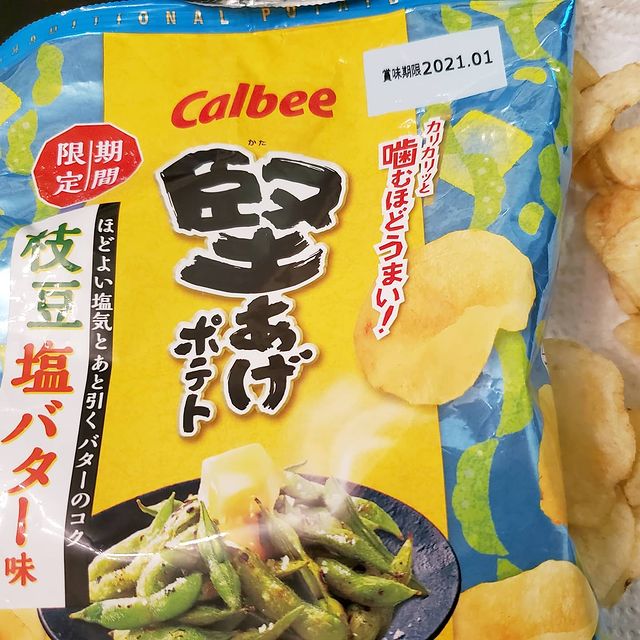 賞味期限2021.01
Calbee
かた
堅あげ
ポテト
カリカリッと
噛むほどうまい!
期間
限定
ほどよい塩気とあと引くバターのコク
枝豆塩バター味